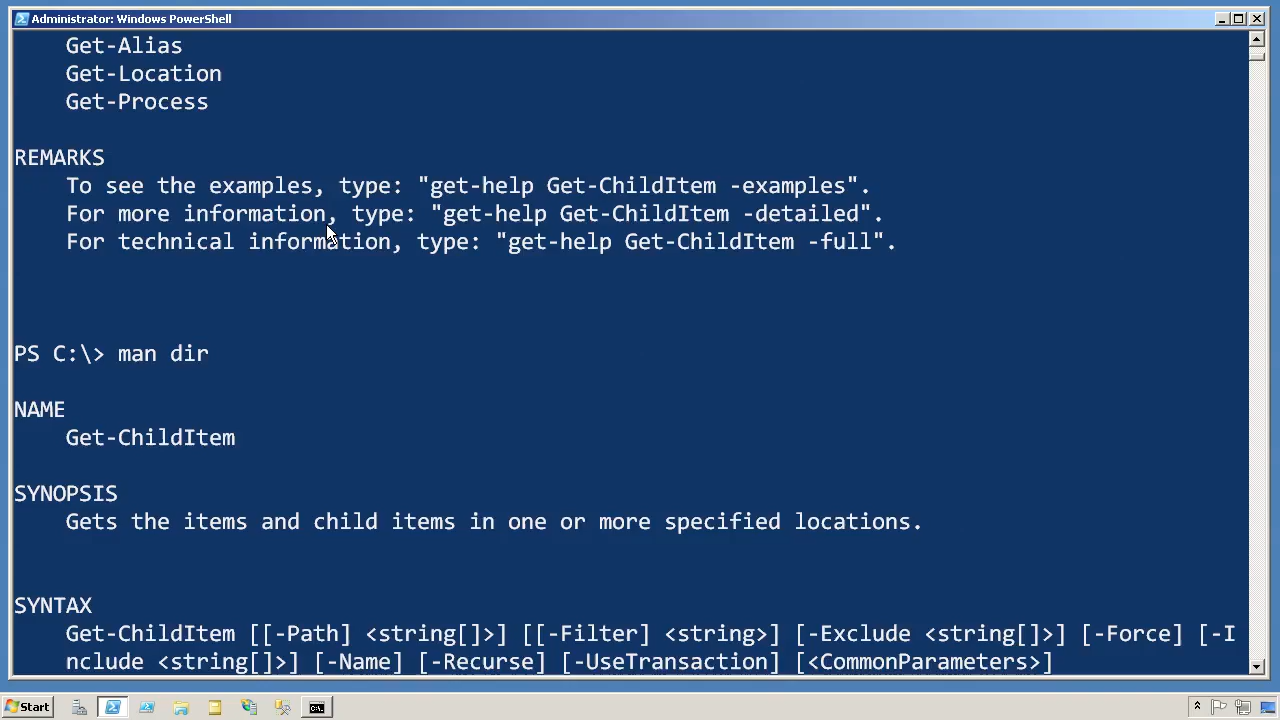 Administrator: Windows PowerShell
Get-Alias
Get-Location
Get-Process
REMARKS
To see the examples, type: "get-help Get-ChildItem -examples".
For more information, type: "get-help Get-ChildItem -detailed".
For technical information, type: "get-help Get-ChildItem -full".
PS C:\> man dir
NAME
Get-ChildItem
SYNOPSIS
Gets the items and child items in one or more specified locations.
SYNTAX
Get-ChildItem [[-Path] <string[]>] [[-Filter] <string>] [-Exclude <string[]>] [-Force] [-I
nclude <string[]>] [-Name] [-Recurse] [-UseTransaction] [<CommonParameters>]
Start